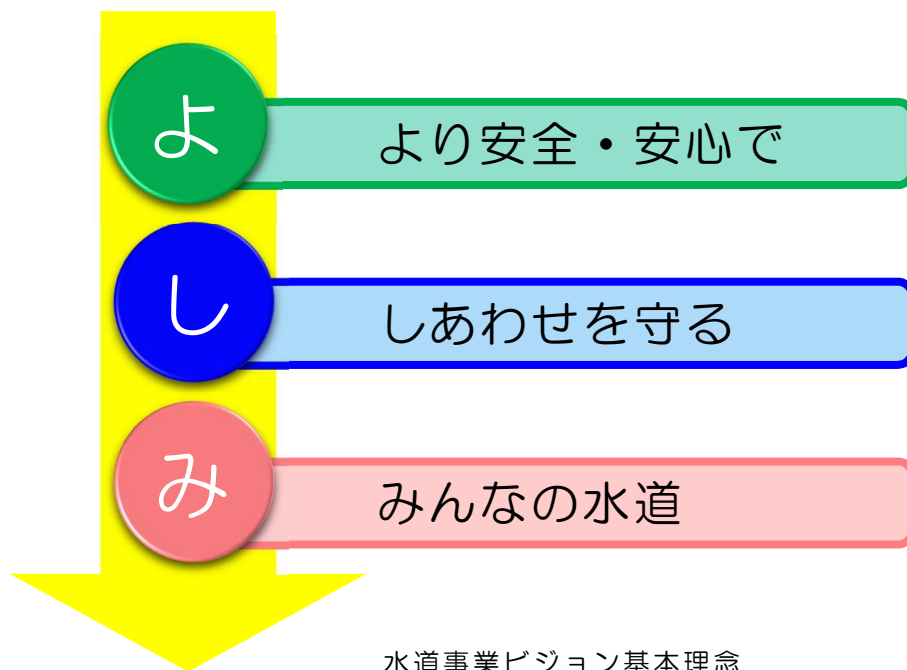 よ より安全・安心で
し しあわせを守る
み みんなの水道
水道事業ビジョン基本理念